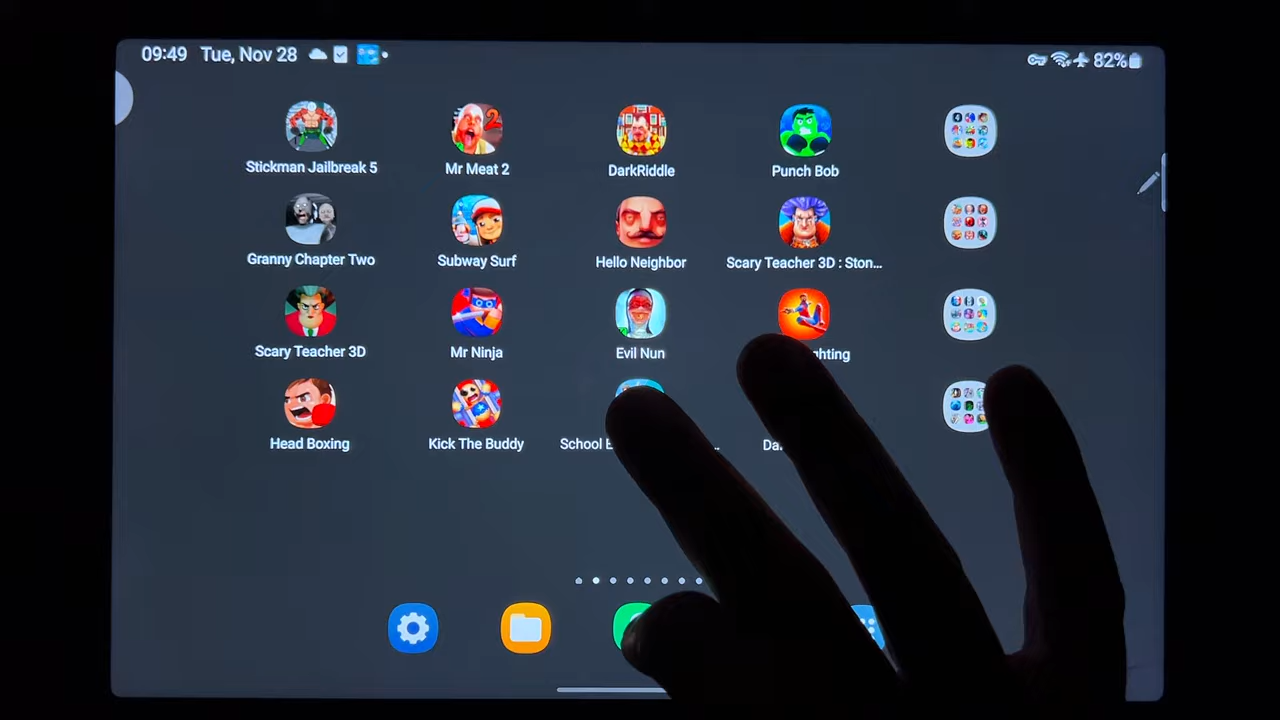 09:49 Tue, Nov 28
82%
Stickman Jailbreak 5
Mr Meat 2
DarkRiddle
Punch Bob
Granny Chapter Two
Subway Surf
Hello Neighbor
Scary Teacher 3D : Ston...
Scary Teacher 3D
Mr Ninja
Evil Nun
hting
Head Boxing
Kick The Buddy
School